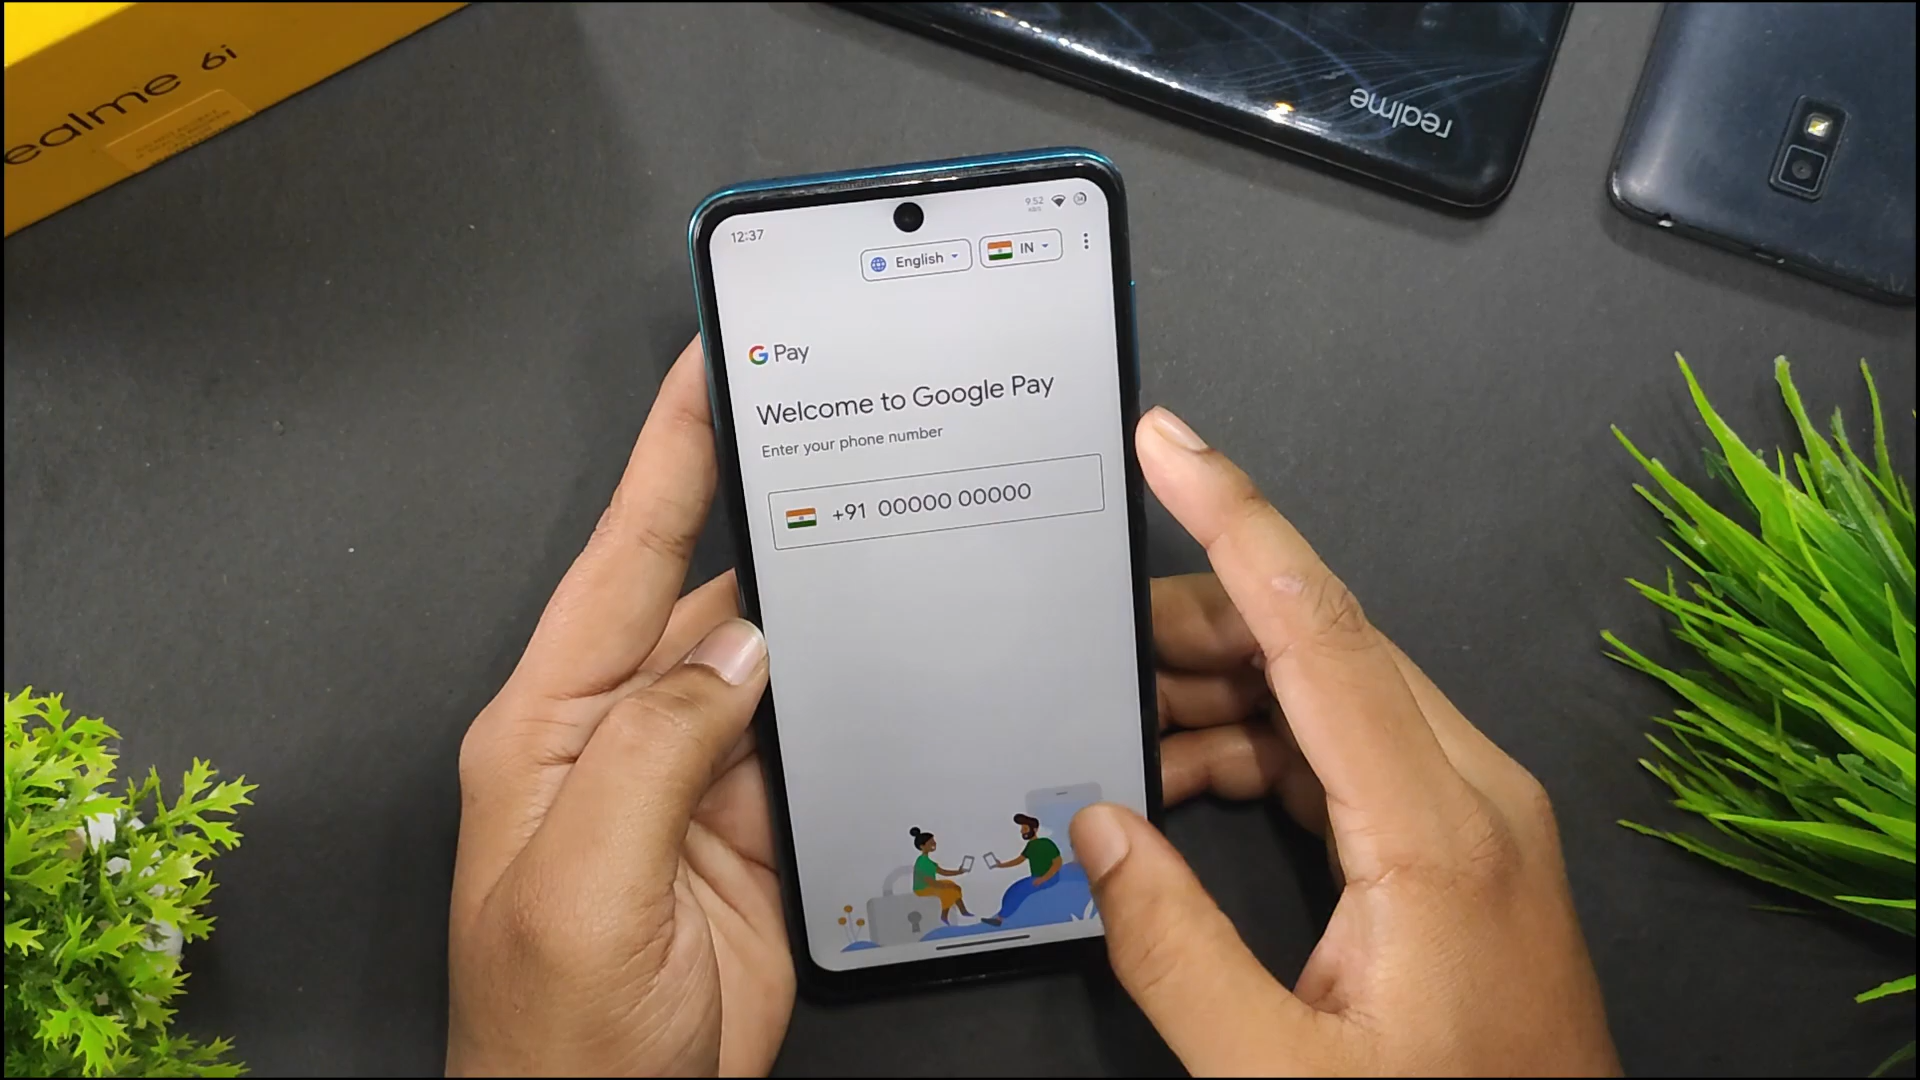 realme 6i
realme
12:37
9.52
English
IN
G Pay
Welcome to Google Pay
Enter your phone number
+91 00000 00000